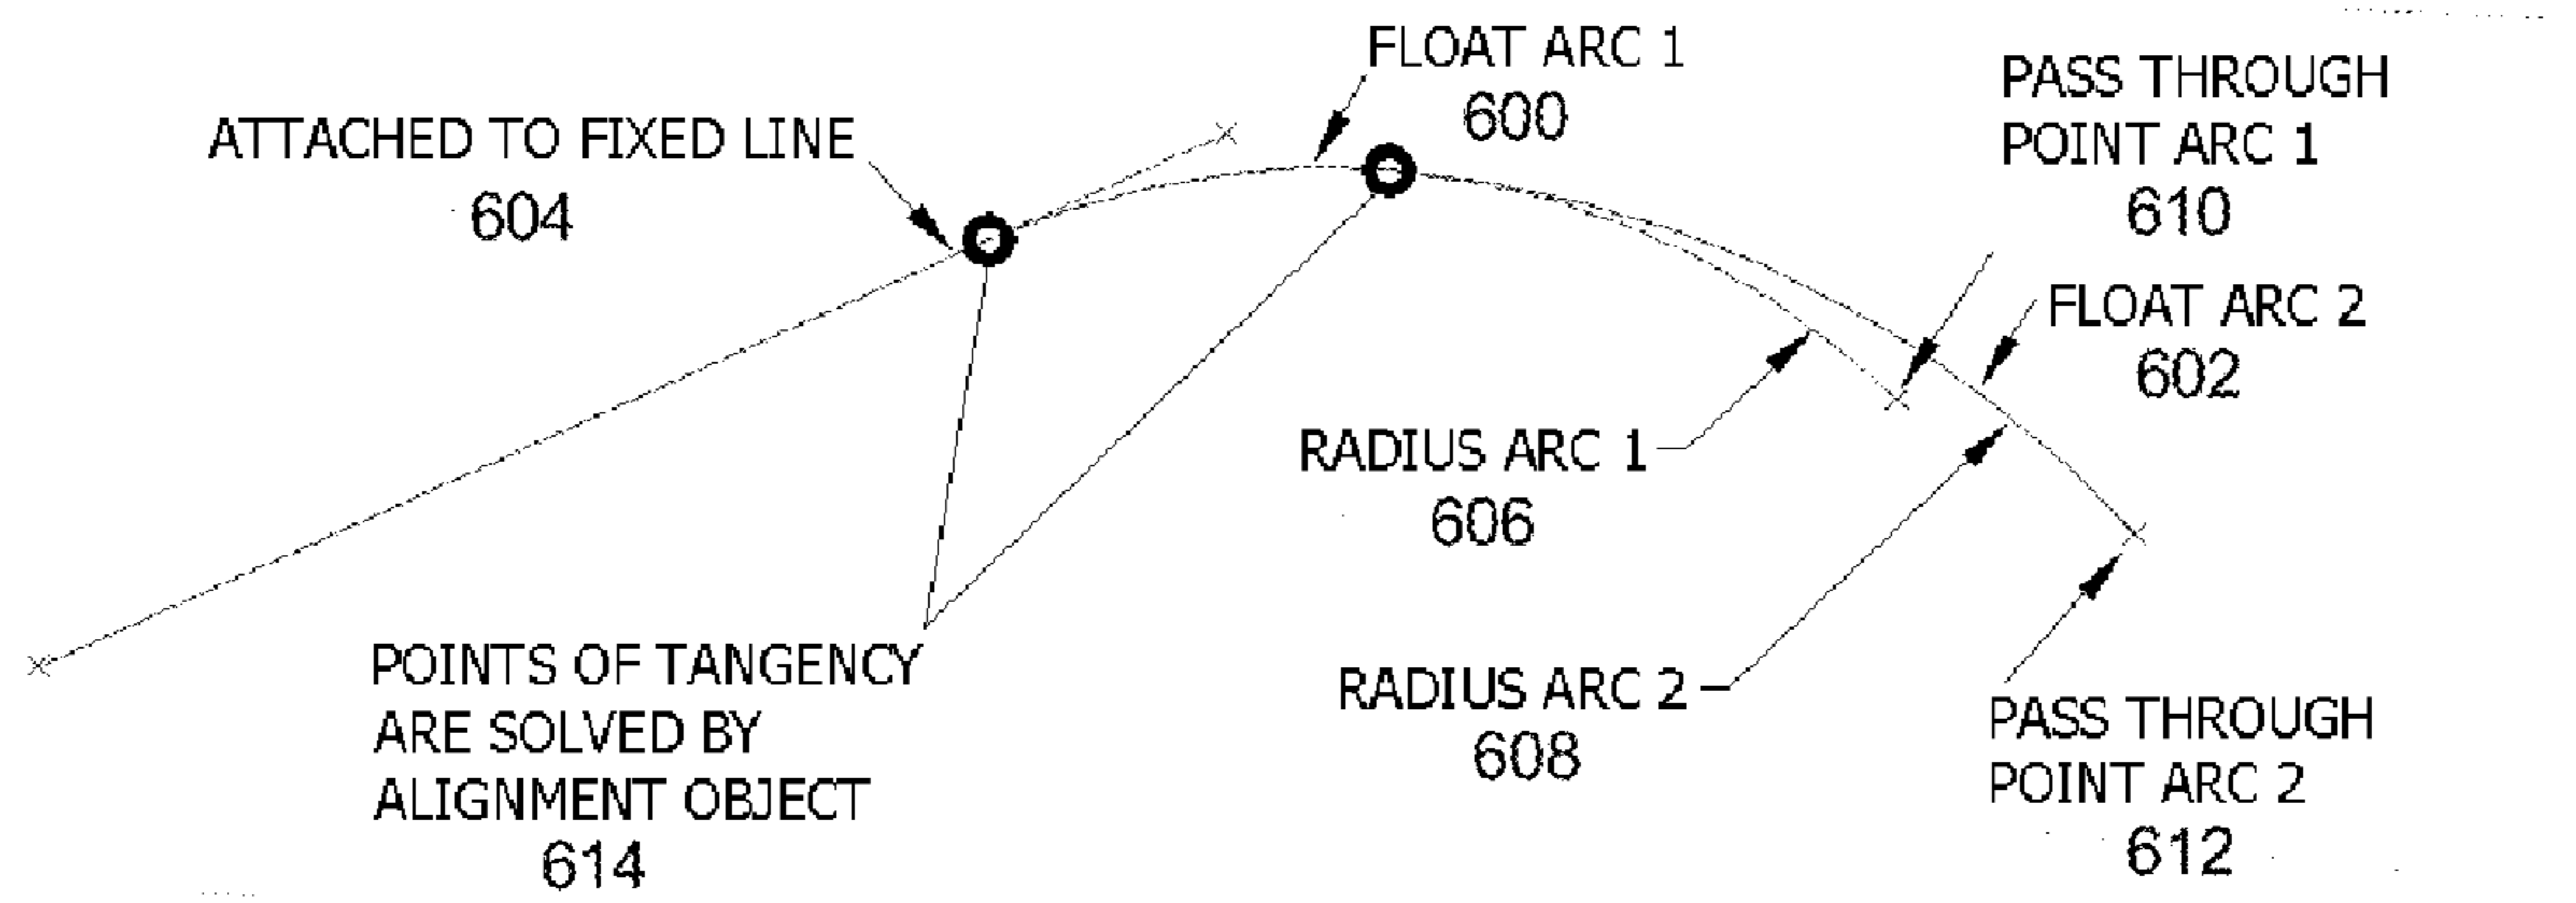 FLOAT ARC 1
600
ATTACHED TO FIXED LINE
604
PASS THROUGH
POINT ARC 1
610
FLOAT ARC 2
602
RADIUS ARC 1
606
RADIUS ARC 2
608
POINTS OF TANGENCY
ARE SOLVED BY
ALIGNMENT OBJECT
614
PASS THROUGH
POINT ARC 2
612